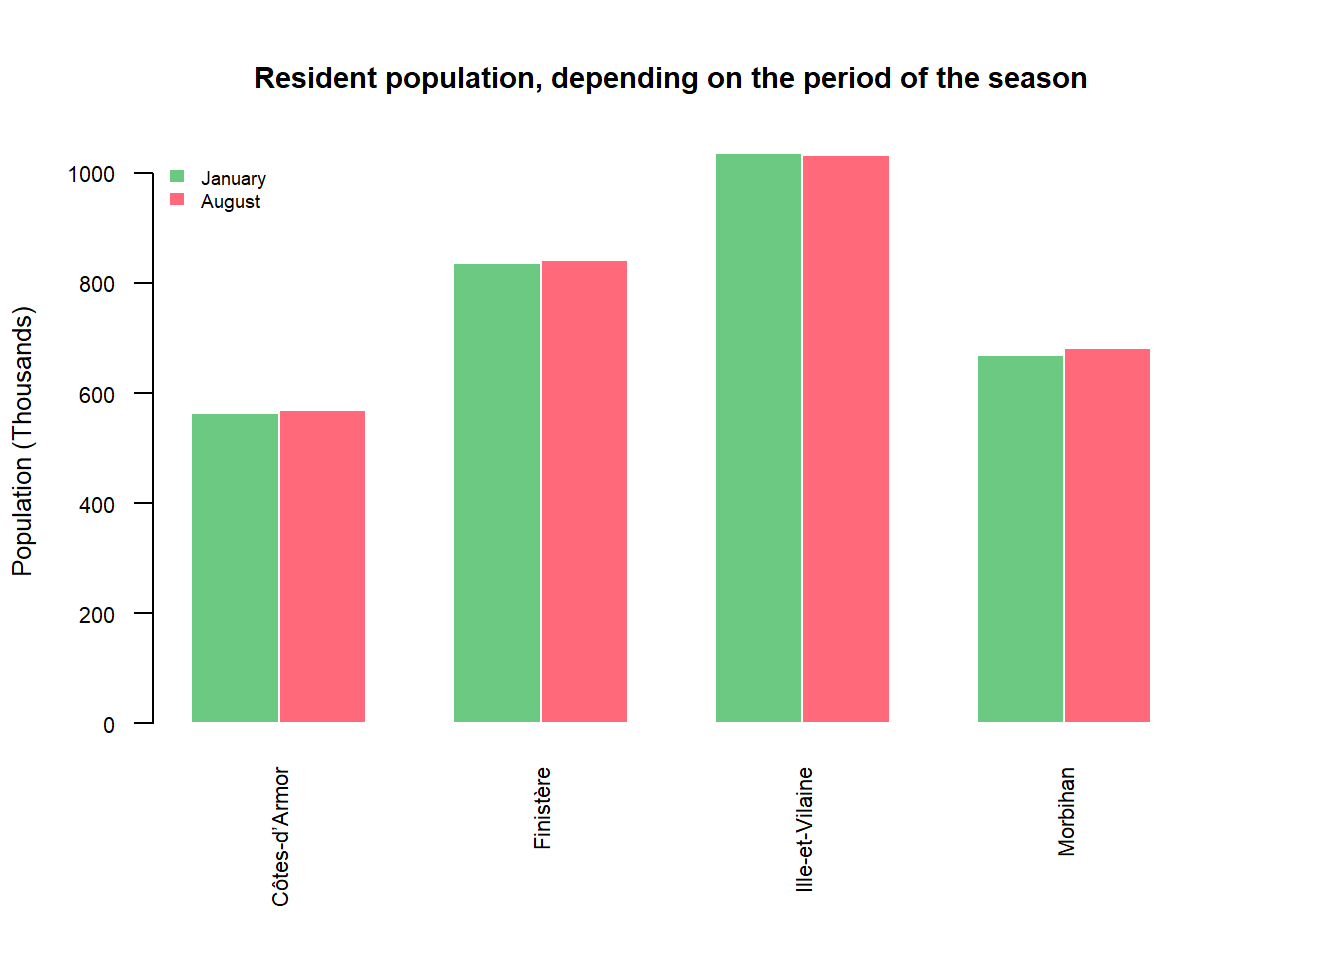 Resident population, depending on the period of the season
January
August
Population (Thousands)
1000
800
600
400
200
0
Côtes-d’Armor
Finistère
Ille-et-Vilaine
Morbihan